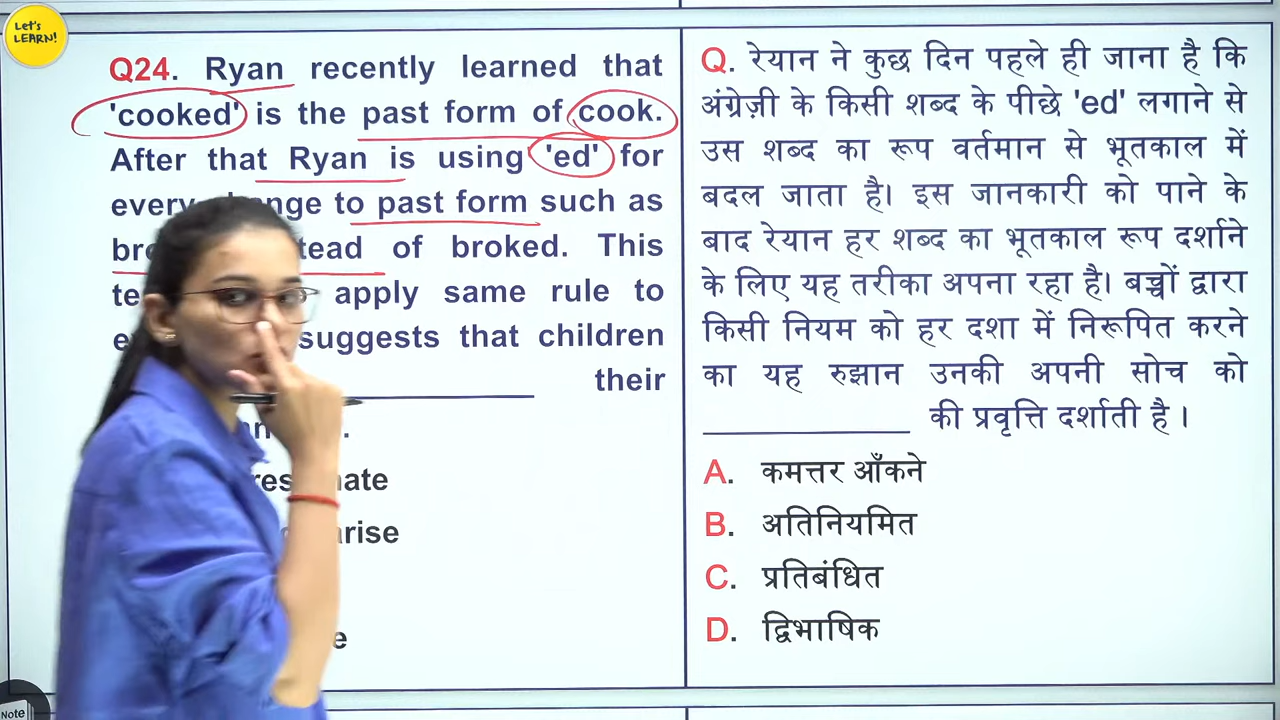 Let's
LEARN!
Q24. Ryan recently learned that
'cooked' is the past form of cook.
After that Ryan is using 'ed' for
every to past form such as
of broked. This
apply same rule to
suggests that children
their
Q. रेयान ने कुछ दिन पहले ही जाना है कि
अंग्रेज़ी के किसी शब्द के पीछे 'ed' लगाने से
उस शब्द का रूप वर्तमान से भूतकाल में
बदल जाता है। इस जानकारी को पाने के
बाद रेयान हर शब्द का भूतकाल रूप दर्शाने
के लिए यह तरीका अपना रहा है। बच्चों द्वारा
किसी नियम को हर दशा में निरूपित करने
का यह रुझान उनकी अपनी सोच को
____________ की प्रवृत्ति दर्शाती है ।
A. कमत्तर आँकने
B. अतिनियमित
C. प्रतिबंधित
D. द्विभाषिक
Note